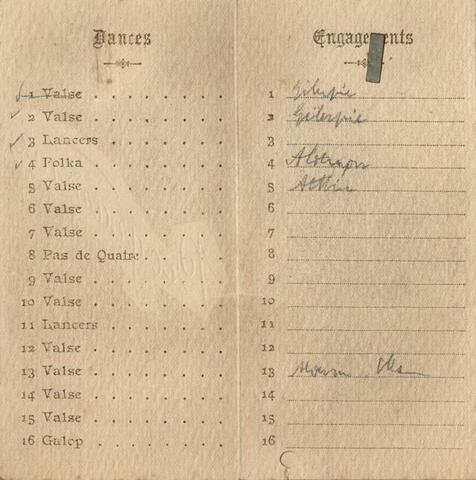 Dances
1 Valse
2 Valse
3 Lancers
4 Polka
5 Valse
6 Valse
7 Valse
8 Pas de Quatre
9 Valse
10 Valse
11 Lancers
12 Valse
13 Valse
14 Valse
15 Valse
16 Galop
Engagements
1 Gillespie
2 Gillespie
3
4
5
6
7
8
9
10
11
12
13
14
15
16